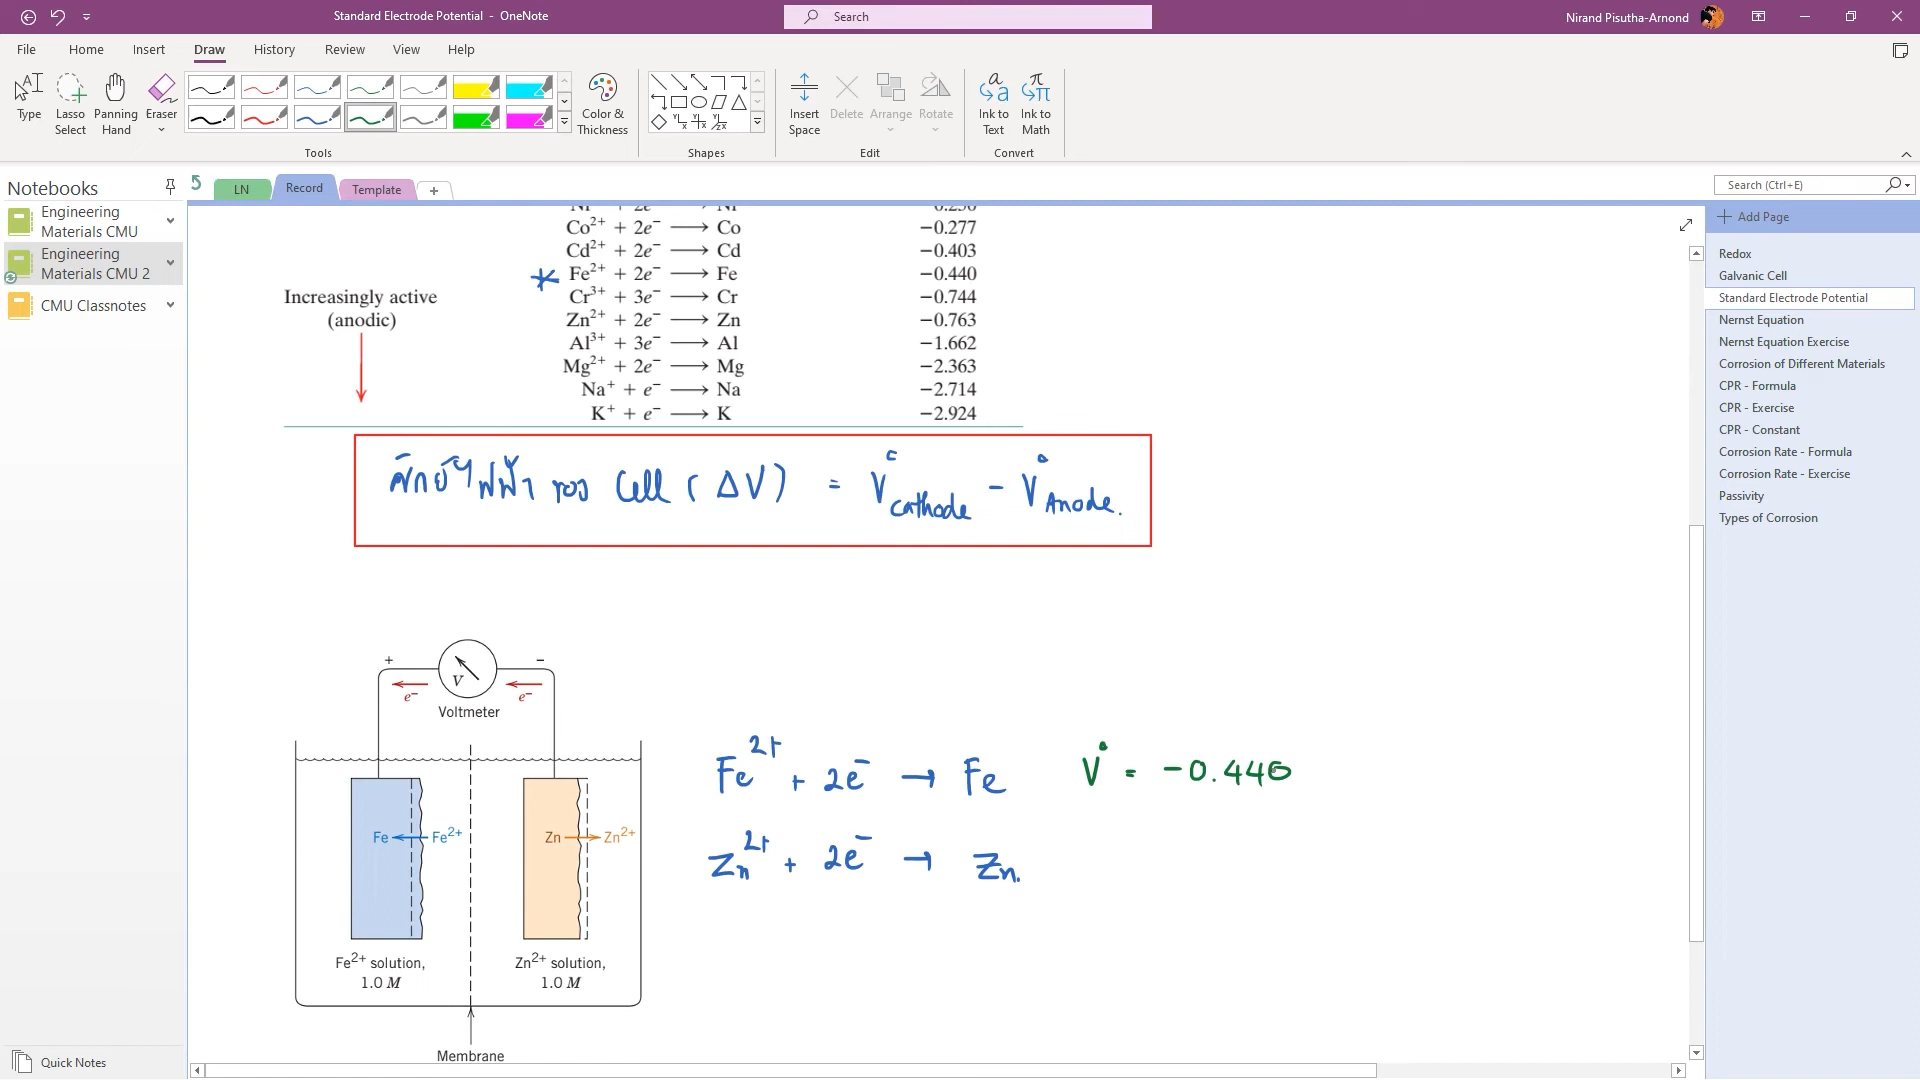 Standard Electrode Potential - OneNote
Search
Nirand Pisutha-Arnond
File Home Insert Draw History Review View Help
Type
Lasso Select
Panning Hand
Eraser
Color & Thickness
Insert Space
Delete
Arrange
Rotate
Ink to Text
Ink to Math
Tools
Shapes
Edit
Convert
Notebooks
LN
Record
Template
Search (Ctrl+E)
Engineering Materials CMU
Engineering Materials CMU 2
CMU Classnotes
Quick Notes
Add Page
Redox
Galvanic Cell
Standard Electrode Potential
Nernst Equation
Nernst Equation Exercise
Corrosion of Different Materials
CPR - Formula
CPR - Exercise
CPR - Constant
Corrosion Rate - Formula
Corrosion Rate - Exercise
Passivity
Types of Corrosion
Co²⁺ + 2e⁻ ⟶ Co −0.277
Cd²⁺ + 2e⁻ ⟶ Cd −0.403
* Fe²⁺ + 2e⁻ ⟶ Fe −0.440
Cr³⁺ + 3e⁻ ⟶ Cr −0.744
Zn²⁺ + 2e⁻ ⟶ Zn −0.763
Al³⁺ + 3e⁻ ⟶ Al −1.662
Mg²⁺ + 2e⁻ ⟶ Mg −2.363
Na⁺ + e⁻ ⟶ Na −2.714
K⁺ + e⁻ ⟶ K −2.924
Increasingly active
(anodic)
ศักย์ไฟฟ้า ของ Cell (ΔV) = V° Cathode - V° Anode.
+ V −
e⁻ e⁻
Voltmeter
Fe Fe²⁺
Zn Zn²⁺
Fe²⁺ solution,
1.0 M
Zn²⁺ solution,
1.0 M
Membrane
Fe²⁺ + 2e⁻ → Fe V° = -0.440
Zn²⁺ + 2e⁻ → Zn.